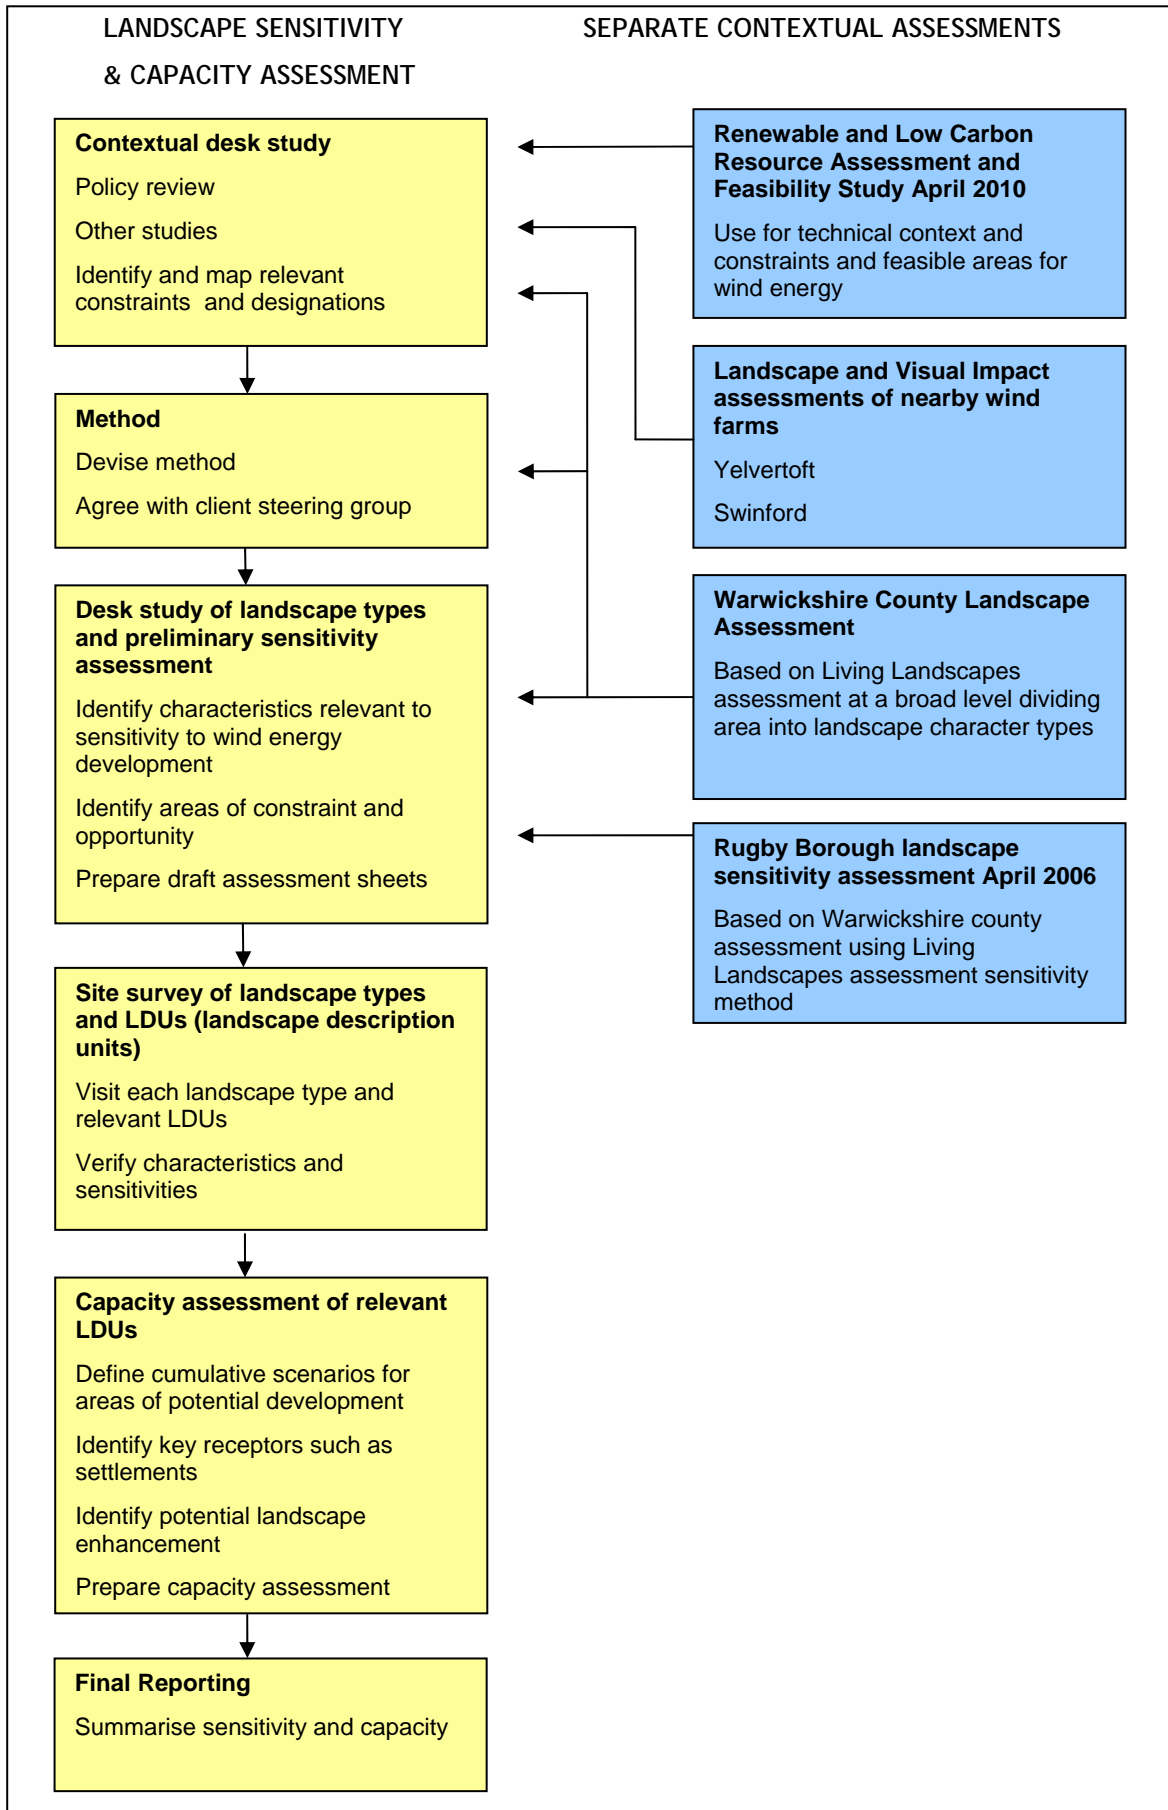 LANDSCAPE SENSITIVITY
& CAPACITY ASSESSMENT
Contextual desk study
Policy review
Other studies
Identify and map relevant
constraints and designations
Method
Devise method
Agree with client steering group
Desk study of landscape types
and preliminary sensitivity
assessment
Identify characteristics relevant to
sensitivity to wind energy
development
Identify areas of constraint and
opportunity
Prepare draft assessment sheets
Site survey of landscape types
and LDUs (landscape description
units)
Visit each landscape type and
relevant LDUs
Verify characteristics and
sensitivities
Capacity assessment of relevant
LDUs
Define cumulative scenarios for
areas of potential development
Identify key receptors such as
settlements
Identify potential landscape
enhancement
Prepare capacity assessment
Final Reporting
Summarise sensitivity and capacity
SEPARATE CONTEXTUAL ASSESSMENTS
Renewable and Low Carbon
Resource Assessment and
Feasibility Study April 2010
Use for technical context and
constraints and feasible areas for
wind energy
Landscape and Visual Impact
assessments of nearby wind
farms
Yelvertoft
Swinford
Warwickshire County Landscape
Assessment
Based on Living Landscapes
assessment at a broad level dividing
area into landscape character types
Rugby Borough landscape
sensitivity assessment April 2006
Based on Warwickshire county
assessment using Living
Landscapes assessment sensitivity
method